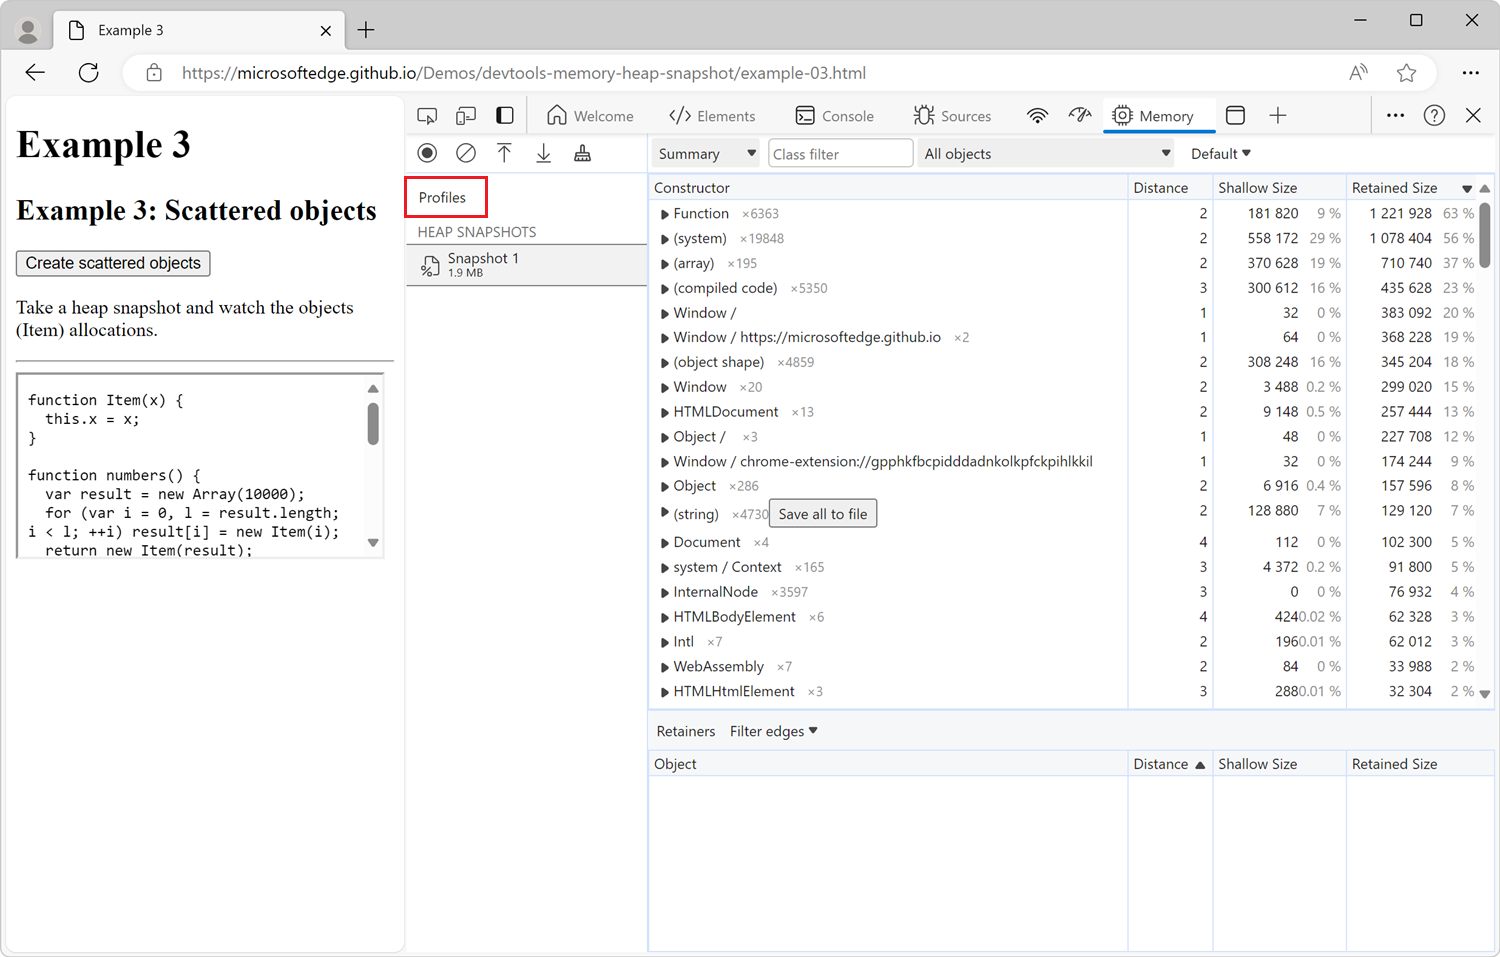 Example 3
https://microsoftedge.github.io/Demos/devtools-memory-heap-snapshot/example-03.html
Example 3
Example 3: Scattered objects
Create scattered objects
Take a heap snapshot and watch the objects
(Item) allocations.
function Item(x) {
this.x = x;
}
function numbers() {
var result = new Array(10000);
for (var i = 0, l = result.length;
i < l; ++i) result[i] = new Item(i);
return new Item(result);
Welcome Elements Console Sources Memory
Profiles
HEAP SNAPSHOTS
Snapshot 1
1.9 MB
Summary Class filter All objects Default
Constructor Distance Shallow Size Retained Size
Function ×6363 2 181 820 9 % 1 221 928 63 %
(system) ×19848 2 558 172 29 % 1 078 404 56 %
(array) ×195 2 370 628 19 % 710 740 37 %
(compiled code) ×5350 3 300 612 16 % 435 628 23 %
Window / 1 32 0 % 383 092 20 %
Window / https://microsoftedge.github.io ×2 1 64 0 % 368 228 19 %
(object shape) ×4859 2 308 248 16 % 345 204 18 %
Window ×20 2 3 488 0.2 % 299 020 15 %
HTMLDocument ×13 2 9 148 0.5 % 257 444 13 %
Object / ×3 1 48 0 % 227 708 12 %
Window / chrome-extension://gpphkfbcpidddadnkolkpfckpihlkkil 1 32 0 % 174 244 9 %
Object ×286 2 6 916 0.4 % 157 596 8 %
(string) ×4730 Save all to file 2 128 880 7 % 129 120 7 %
Document ×4 4 112 0 % 102 300 5 %
system / Context ×165 3 4 372 0.2 % 91 800 5 %
InternalNode ×3597 3 0 0 % 76 932 4 %
HTMLBodyElement ×6 4 424 0.02 % 62 328 3 %
Intl ×7 2 196 0.01 % 62 012 3 %
WebAssembly ×7 2 84 0 % 33 988 2 %
HTMLHtmlElement ×3 3 288 0.01 % 32 304 2 %
Retainers Filter edges
Object Distance Shallow Size Retained Size